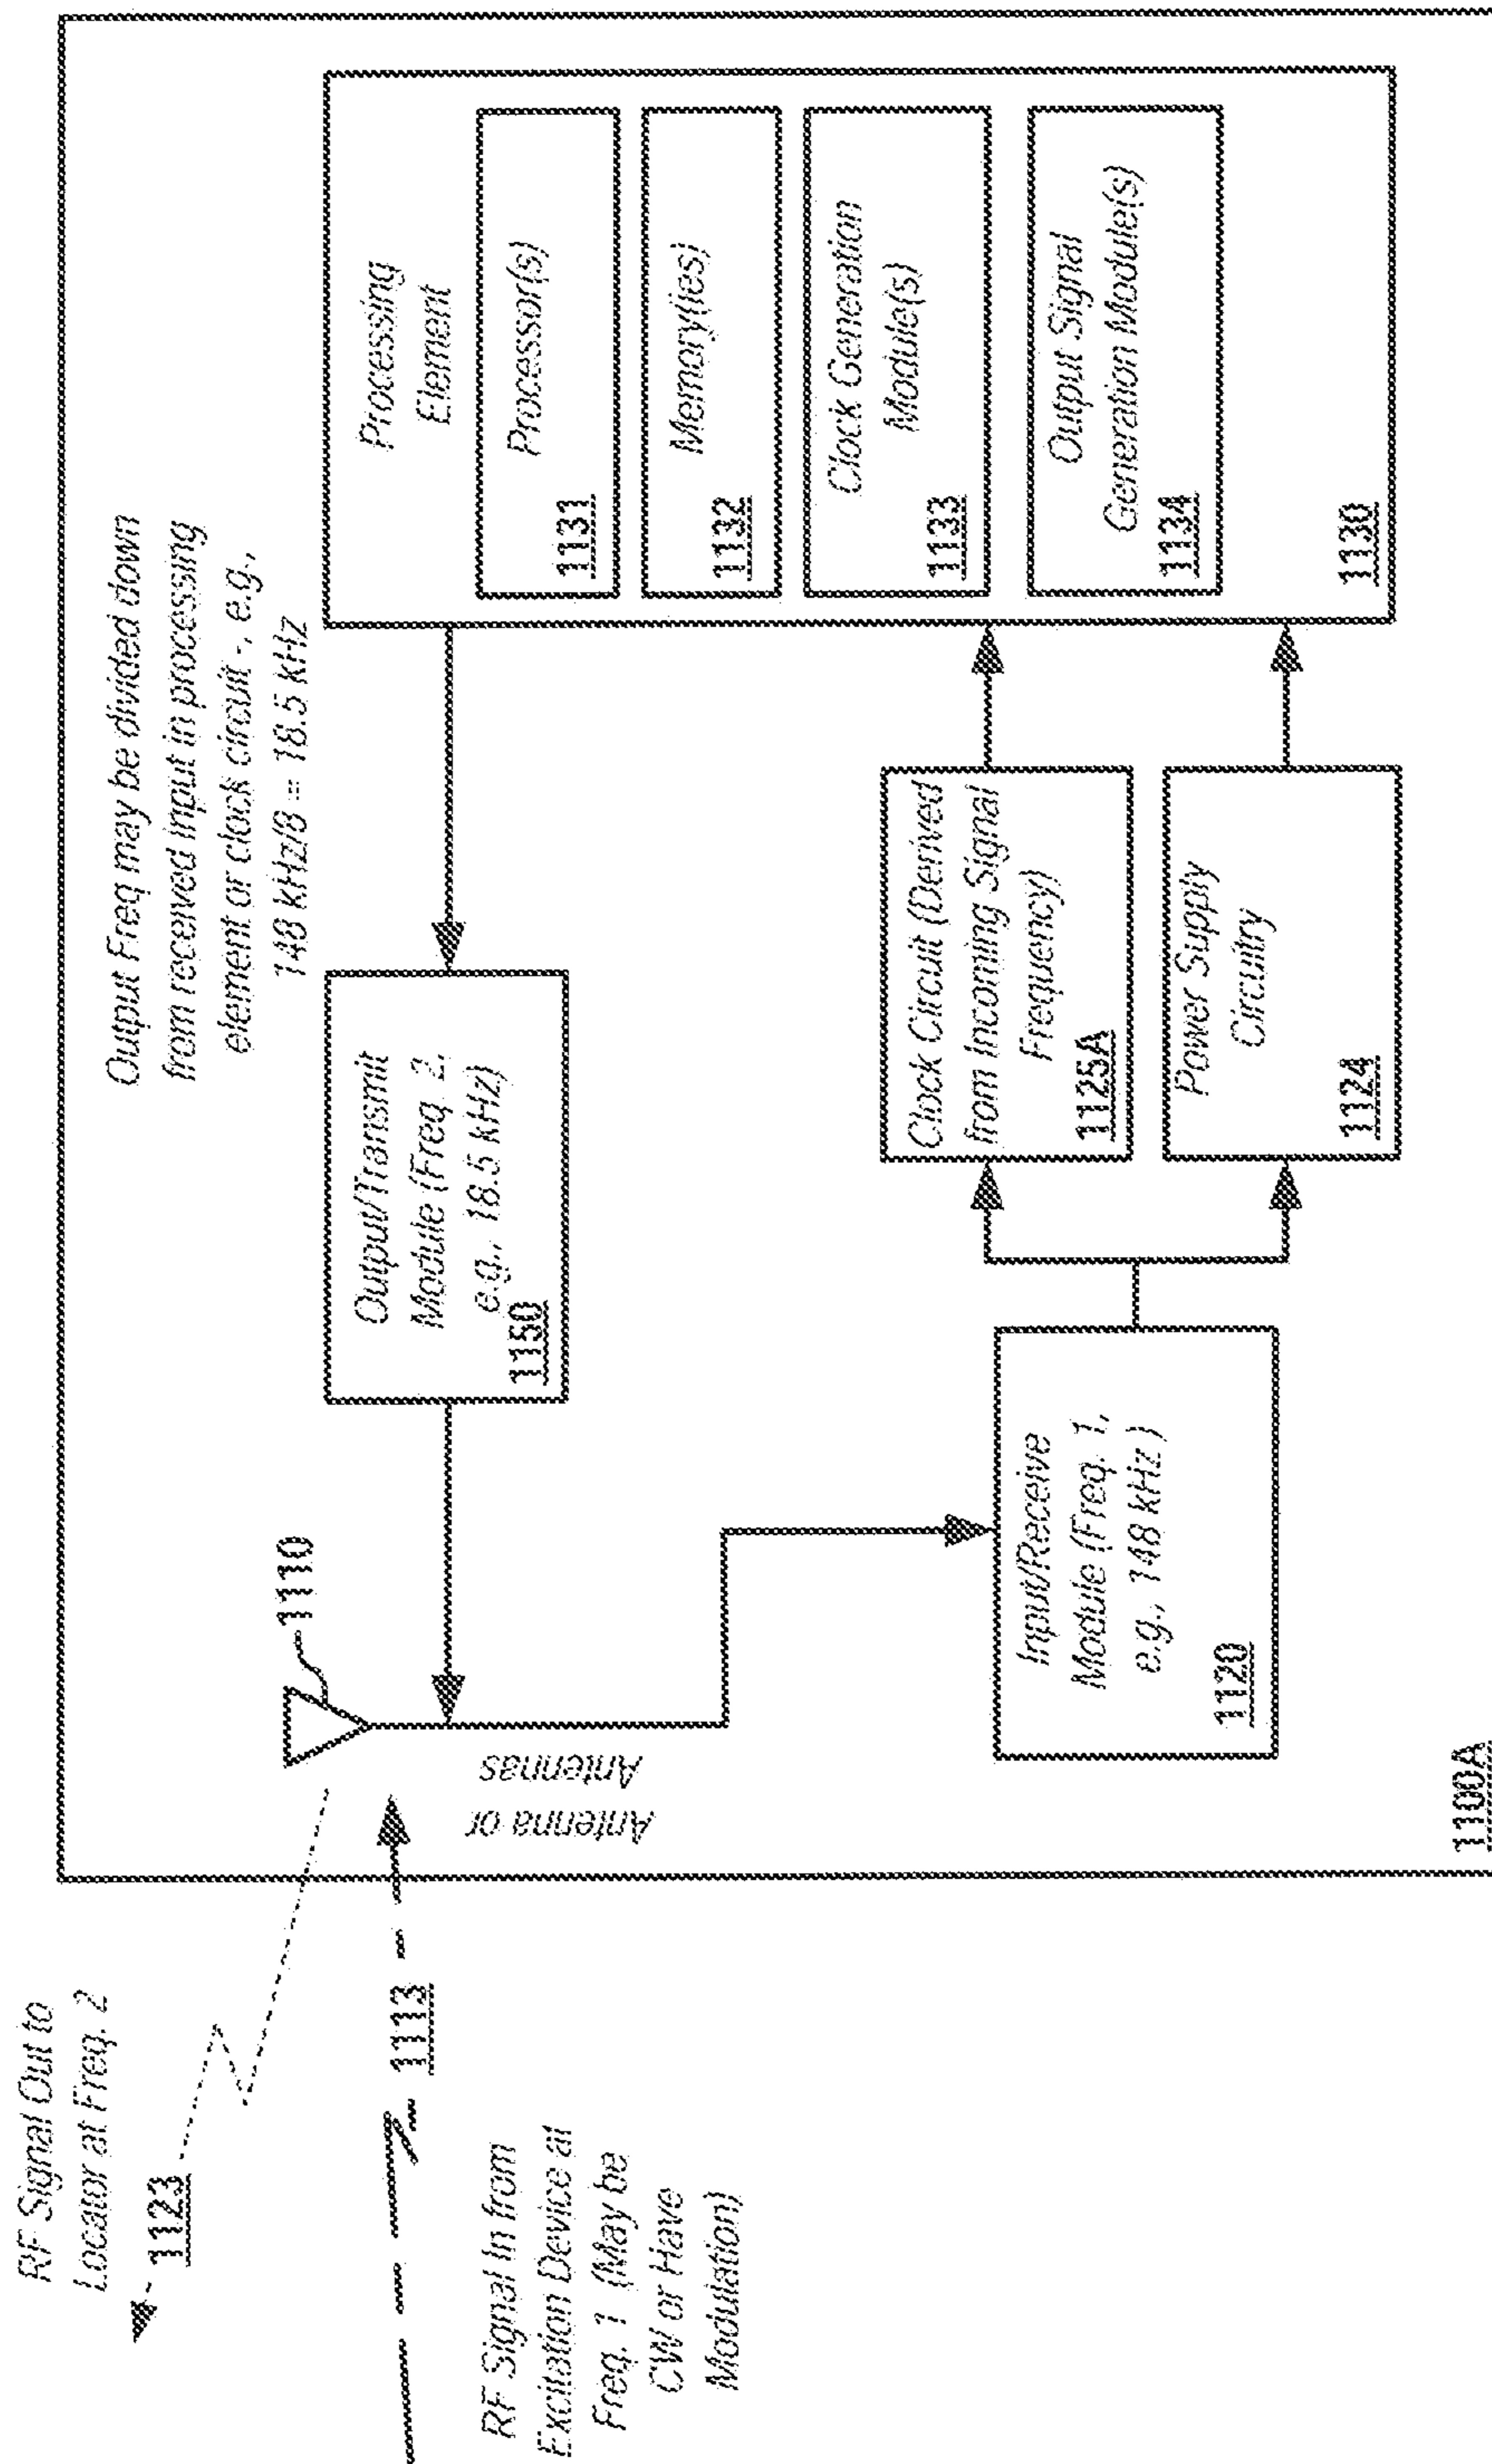 RF Signal Out to
Locator at Freq. 2
1123
1113
RF Signal In from
Excitation Device at
Freq. 1 (May be
CW or Have
Modulation)
1110
Antenna or
Antennas
Output Freq may be divided down
from received input in processing
element or clock circuit -, e.g.,
148 kHz/8 = 18.5 kHz
Output/Transmit
Module (Freq. 2,
e.g., 18.5 kHz)
1150
Input/Receive
Module (Freq. 1,
e.g., 148 kHz )
1120
Clock Circuit (Derived
from Incoming Signal
Frequency)
1125A
Power Supply
Circuitry
1124
Processing
Element
Processor(s)
1131
Memory(ies)
1132
Clock Generation
Module(s)
1133
Output Signal
Generation Module(s)
1134
1130
1100A